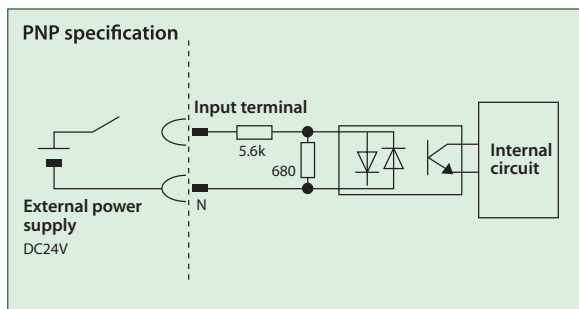 PNP specification
Input terminal
5.6k
680
Internal
circuit
N
External power
supply
DC24V